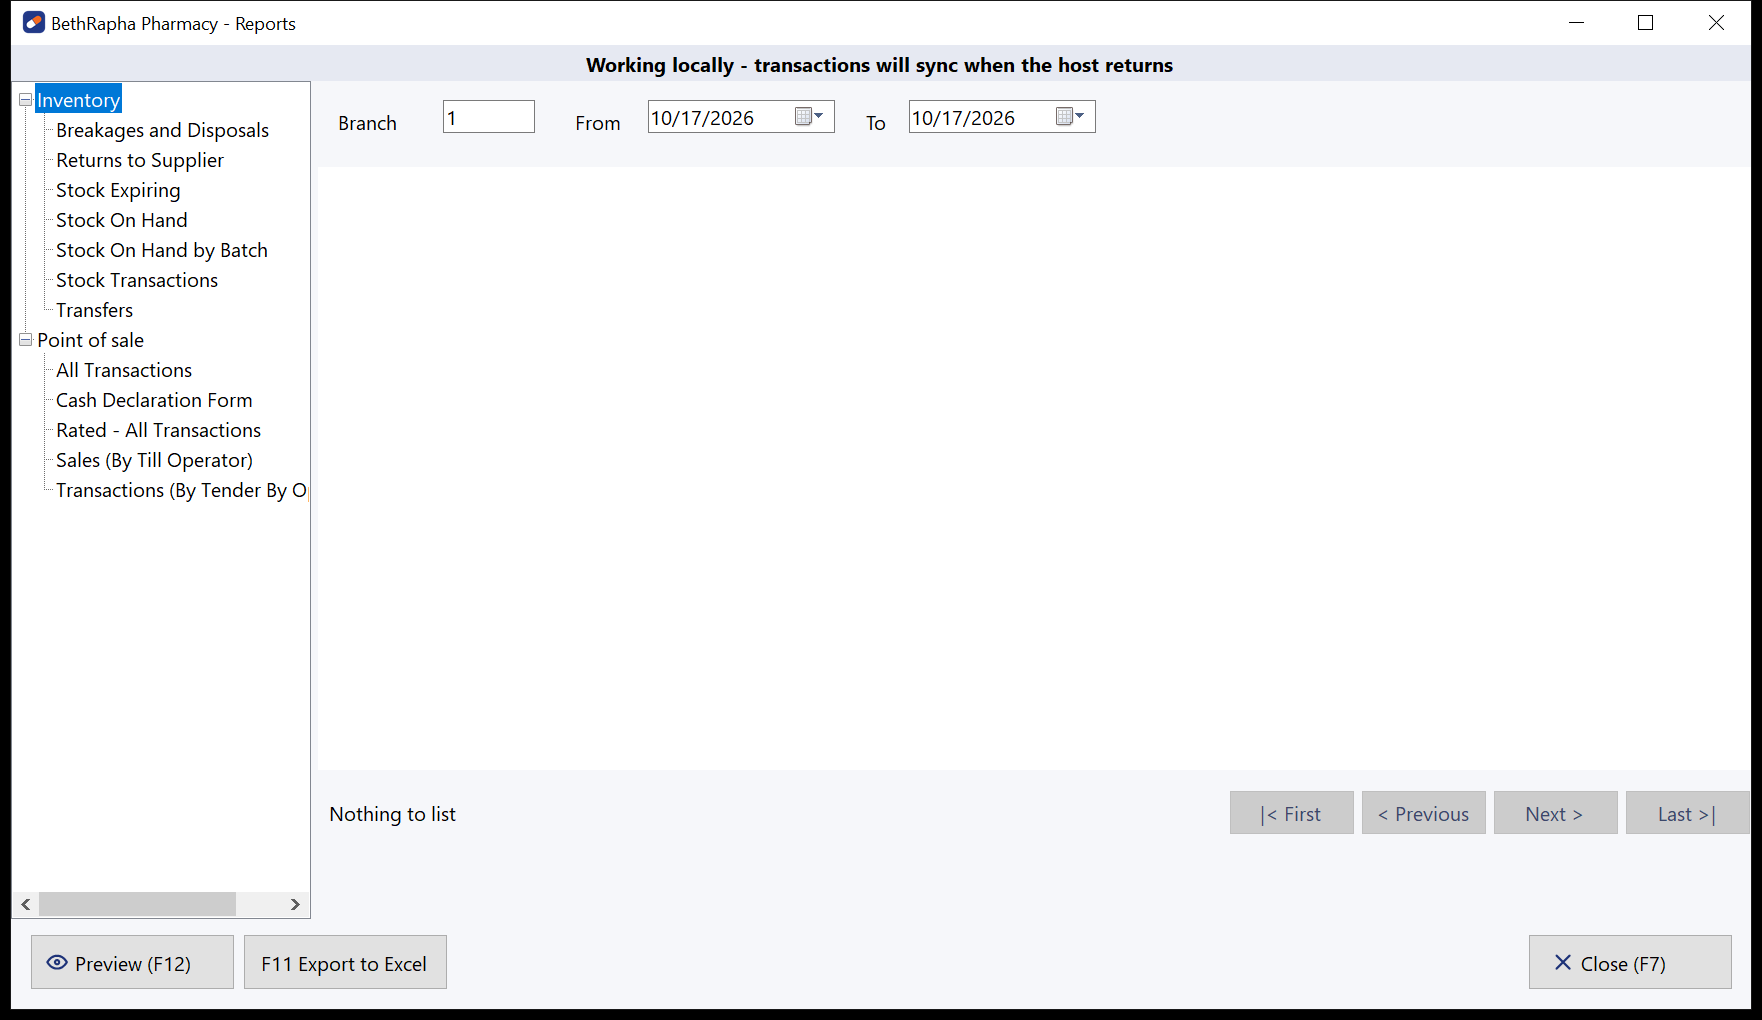 BethRapha Pharmacy - Reports
Working locally - transactions will sync when the host returns
Inventory
Breakages and Disposals
Returns to Supplier
Stock Expiring
Stock On Hand
Stock On Hand by Batch
Stock Transactions
Transfers
Point of sale
All Transactions
Cash Declaration Form
Rated - All Transactions
Sales (By Till Operator)
Transactions (By Tender By Op
Branch 1 From 10/17/2026 To 10/17/2026
Nothing to list
|< First < Previous Next > Last >|
Preview (F12) F11 Export to Excel Close (F7)